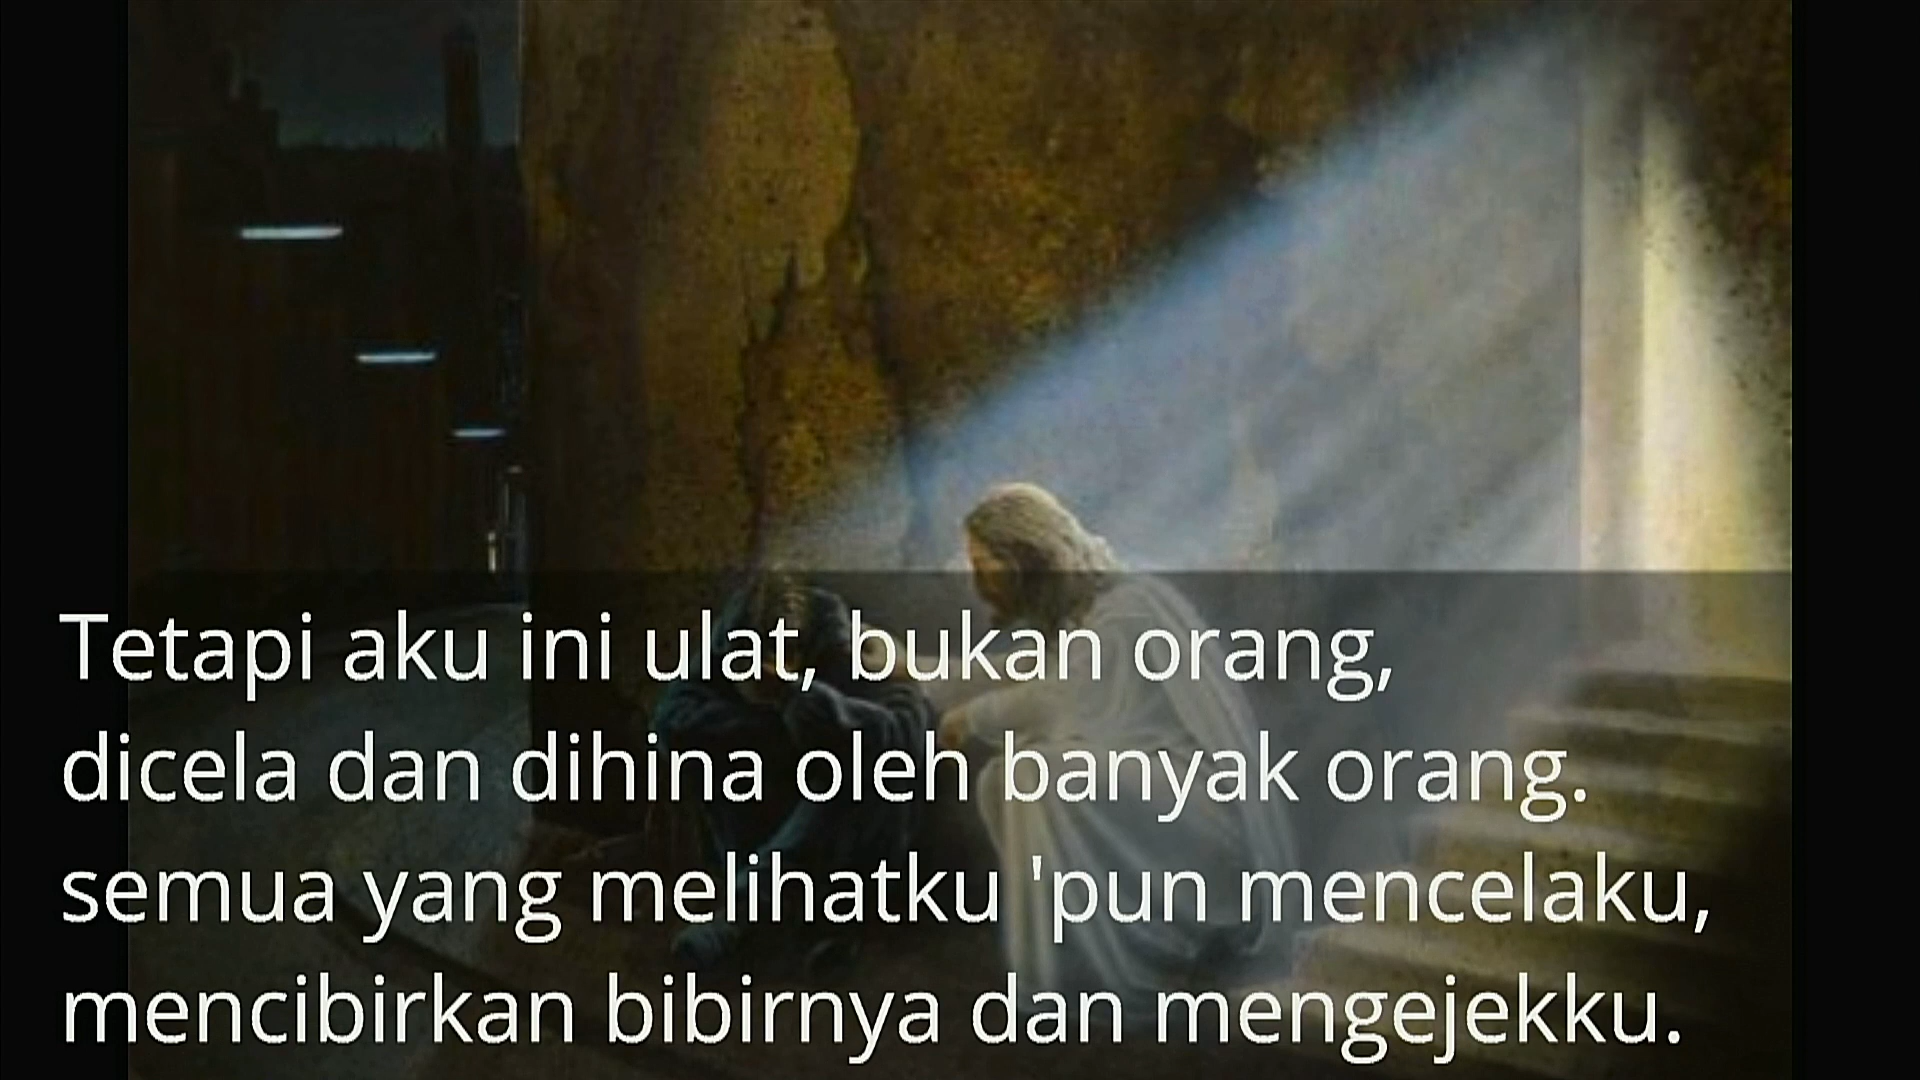 Tetapi aku ini ulat, bukan orang,
dicela dan dihina oleh banyak orang.
semua yang melihatku 'pun mencelaku,
mencibirkan bibirnya dan mengejekku.